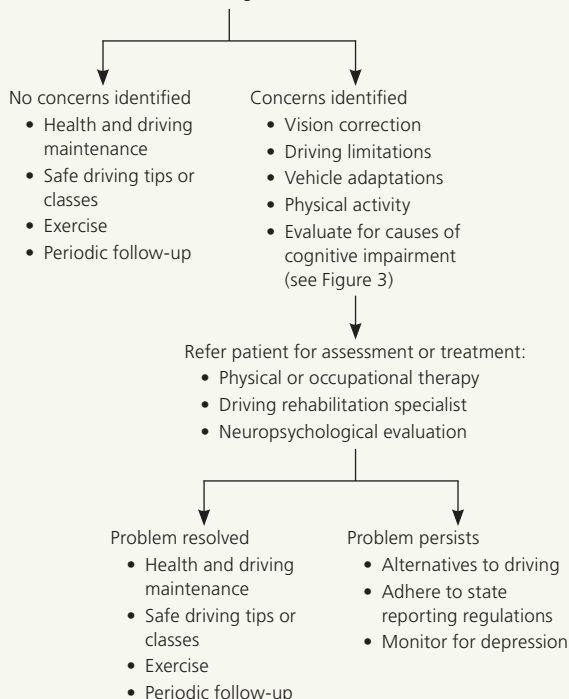 No concerns identified
• Health and driving
maintenance
• Safe driving tips or
classes
• Exercise
• Periodic follow-up
Concerns identified
• Vision correction
• Driving limitations
• Vehicle adaptations
• Physical activity
• Evaluate for causes of
cognitive impairment
(see Figure 3)
Refer patient for assessment or treatment:
• Physical or occupational therapy
• Driving rehabilitation specialist
• Neuropsychological evaluation
Problem resolved
• Health and driving
maintenance
• Safe driving tips or
classes
• Exercise
• Periodic follow-up
Problem persists
• Alternatives to driving
• Adhere to state
reporting regulations
• Monitor for depression